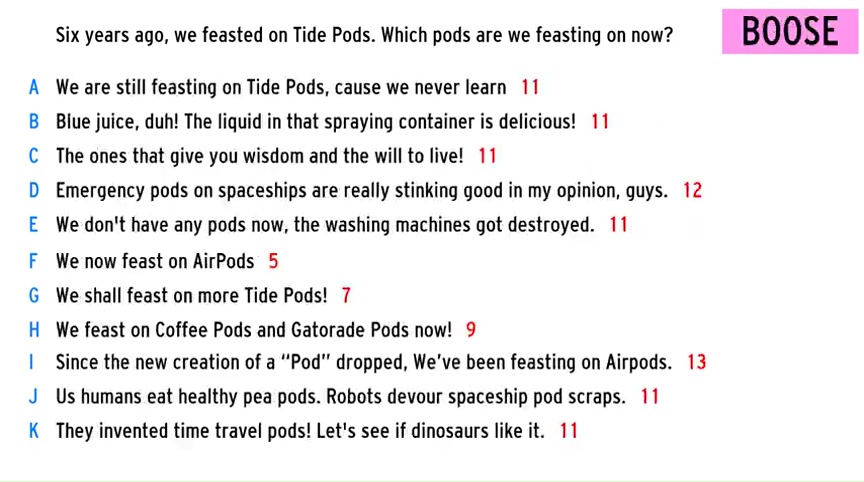 Six years ago, we feasted on Tide Pods. Which pods are we feasting on now?
BOOSE
A We are still feasting on Tide Pods, cause we never learn 11
B Blue juice, duh! The liquid in that spraying container is delicious! 11
C The ones that give you wisdom and the will to live! 11
D Emergency pods on spaceships are really stinking good in my opinion, guys. 12
E We don't have any pods now, the washing machines got destroyed. 11
F We now feast on AirPods 5
G We shall feast on more Tide Pods! 7
H We feast on Coffee Pods and Gatorade Pods now! 9
I Since the new creation of a “Pod” dropped, We’ve been feasting on Airpods. 13
J Us humans eat healthy pea pods. Robots devour spaceship pod scraps. 11
K They invented time travel pods! Let's see if dinosaurs like it. 11